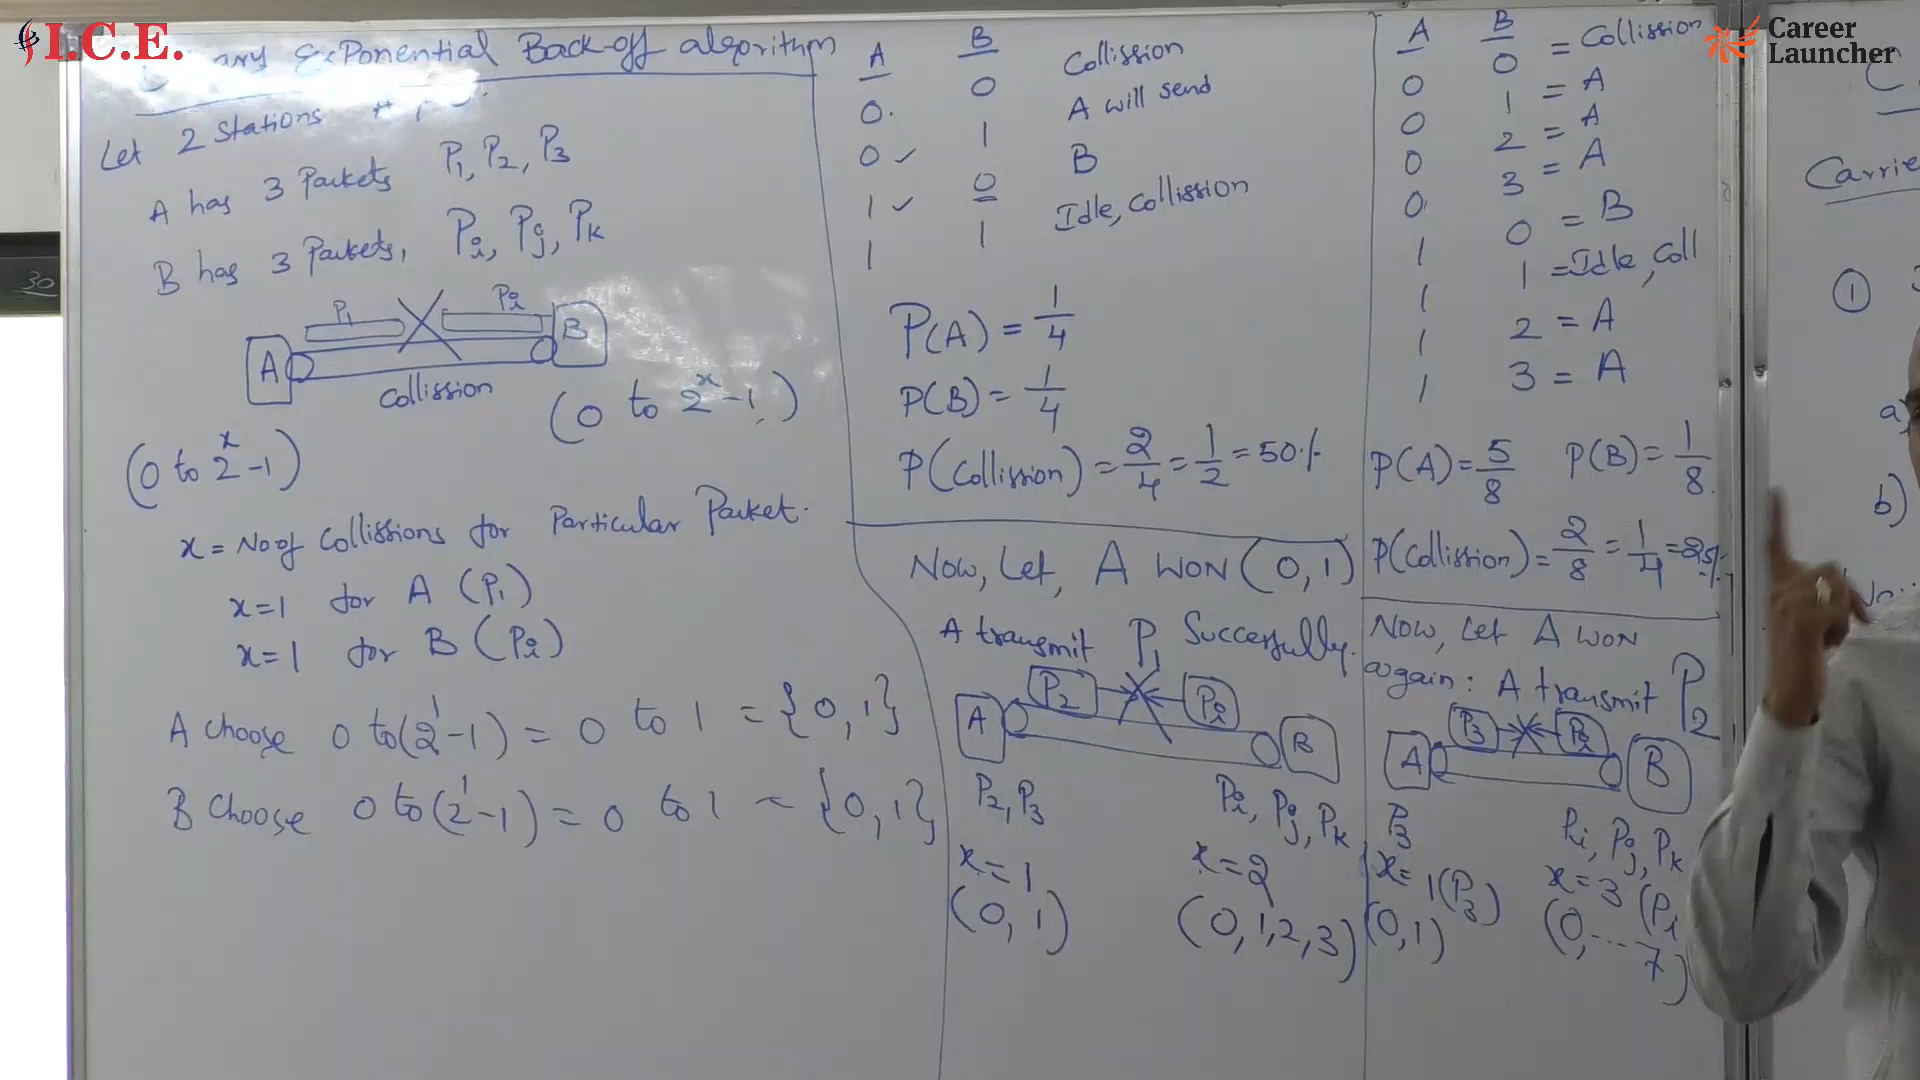 I.C.E.
Career
Launcher
Exponential Back-off algorithm
Let 2 Stations
A has 3 Packets P1, P2, P3
B has 3 Packets, Pi, Pj, Pk
P1 Pi
A B
Collission
(0 to 2^x-1)
(0 to 2^x-1)
x = No of Collissions for Particular Packet.
x=1 for A (P1)
x=1 for B (Pi)
A choose 0 to (2^1-1) = 0 to 1 = {0,1}
B choose 0 to (2^1-1) = 0 to 1 = {0,1}
A B
0 0 Collission
0 1 A will send
1 0 B
1 1 Idle, Collission
P(A) = 1/4
P(B) = 1/4
P(Collission) = 2/4 = 1/2 = 50%
Now, Let, A WON (0,1)
A transmit P1 Successfully.
P2 Pi
A B
P2, P3 Pi, Pj, Pk
x=1 x=2
(0,1) (0,1,2,3)
A B
0 0 = Collission
0 1 = A
0 2 = A
0 3 = A
1 0 = B
1 1 = Idle, Coll
1 2 = A
1 3 = A
P(A) = 5/8 P(B) = 1/8
P(Collission) = 2/8 = 1/4 = 25%
Now, Let A WON
again: A transmit P2
P3 Pi
A B
P3 Pi, Pj, Pk
x=1(P3) x=3 (Pi
(0,1) (0,...7)
Carrie
1
a)
b)
30